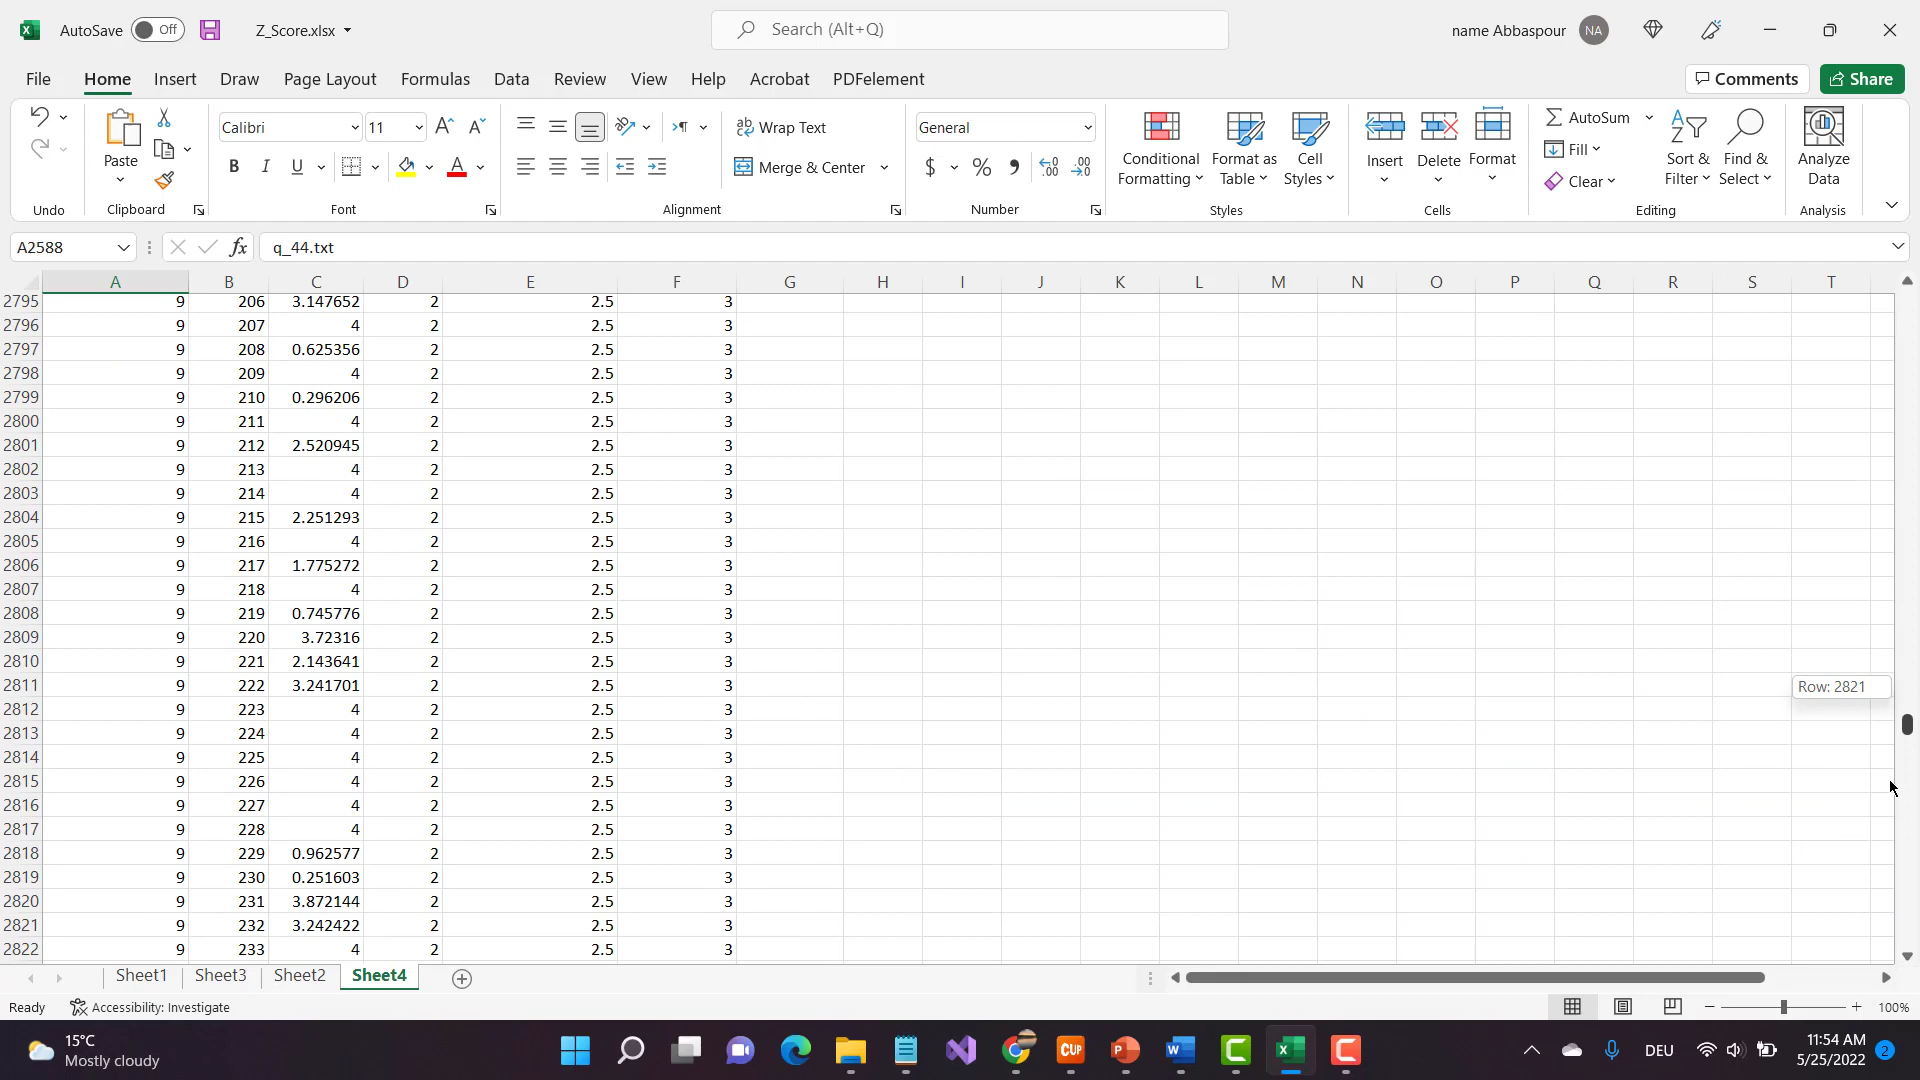 AutoSave Off Z_Score.xlsx Search (Alt+Q) name Abbaspour NA
File Home Insert Draw Page Layout Formulas Data Review View Help Acrobat PDFelement Comments Share
Calibri 11 Wrap Text General AutoSum
Paste Merge & Center $ % Conditional Formatting Format as Table Cell Styles Insert Delete Format Fill Clear Sort & Filter Find & Select Analyze Data
Undo Clipboard Font Alignment Number Styles Cells Editing Analysis
A2588 fx q_44.txt
A B C D E F G H I J K L M N O P Q R S T
2795 9 206 3.147652 2 2.5 3
2796 9 207 4 2 2.5 3
2797 9 208 0.625356 2 2.5 3
2798 9 209 4 2 2.5 3
2799 9 210 0.296206 2 2.5 3
2800 9 211 4 2 2.5 3
2801 9 212 2.520945 2 2.5 3
2802 9 213 4 2 2.5 3
2803 9 214 4 2 2.5 3
2804 9 215 2.251293 2 2.5 3
2805 9 216 4 2 2.5 3
2806 9 217 1.775272 2 2.5 3
2807 9 218 4 2 2.5 3
2808 9 219 0.745776 2 2.5 3
2809 9 220 3.72316 2 2.5 3
2810 9 221 2.143641 2 2.5 3
2811 9 222 3.241701 2 2.5 3 Row: 2821
2812 9 223 4 2 2.5 3
2813 9 224 4 2 2.5 3
2814 9 225 4 2 2.5 3
2815 9 226 4 2 2.5 3
2816 9 227 4 2 2.5 3
2817 9 228 4 2 2.5 3
2818 9 229 0.962577 2 2.5 3
2819 9 230 0.251603 2 2.5 3
2820 9 231 3.872144 2 2.5 3
2821 9 232 3.242422 2 2.5 3
2822 9 233 4 2 2.5 3
Sheet1 Sheet3 Sheet2 Sheet4
Ready Accessibility: Investigate 100%
15°C 11:54 AM
Mostly cloudy CUP DEU 5/25/2022 2